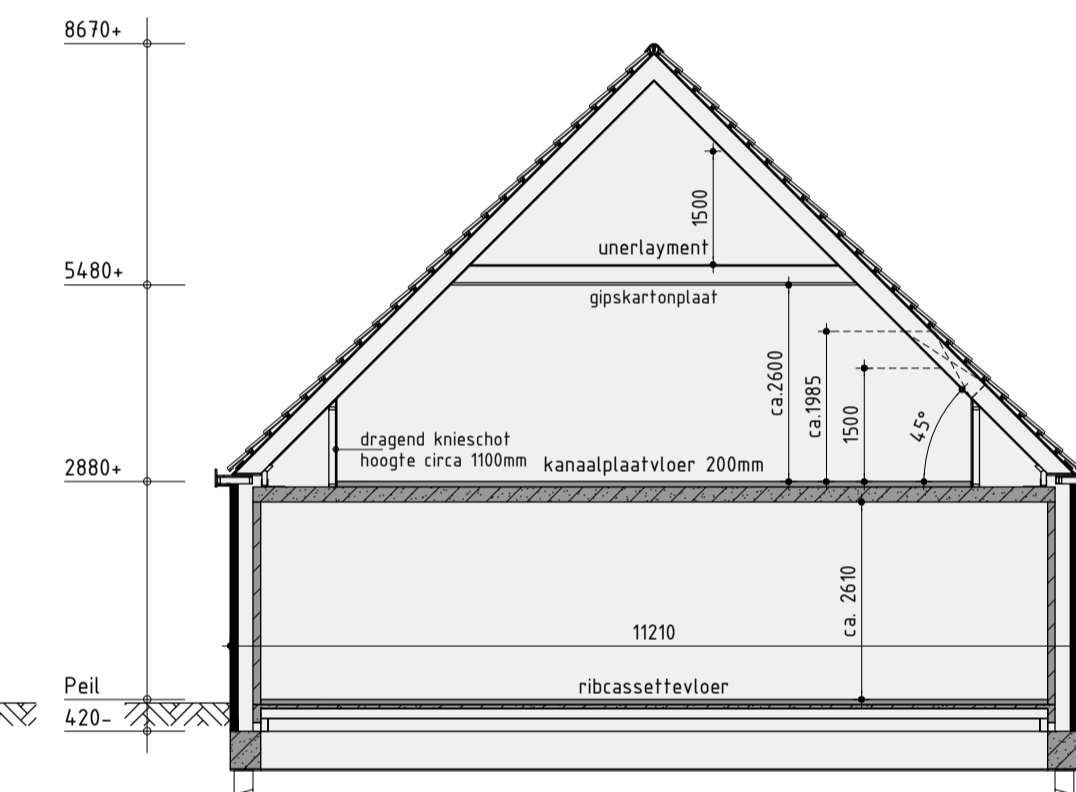 8670+
1500
unerlayment
5480+
gipskartonplaat
ca.2600
ca.1985
1500
45°
dragend knieschot
hoogte circa 1100mm
kanaalplaatvloer 200mm
2880+
ca. 2610
11210
Peil
ribcassettevloer
420-